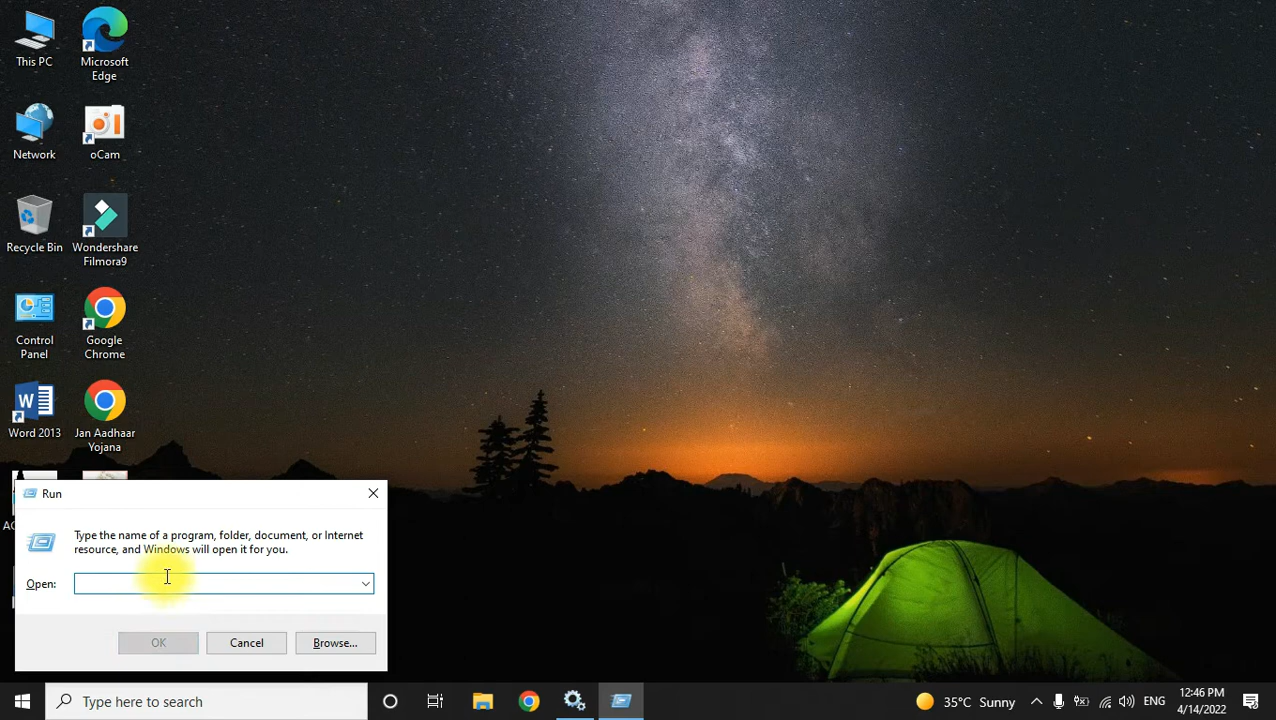 This PC
Microsoft
Edge
Network
oCam
Recycle Bin
Wondershare
Filmora9
Control
Panel
Google
Chrome
Word 2013
Jan Aadhaar
Yojana
Run
Type the name of a program, folder, document, or Internet
resource, and Windows will open it for you.
Open:
OK
Cancel
Browse...
Type here to search
35°C Sunny
ENG
12:46 PM
4/14/2022